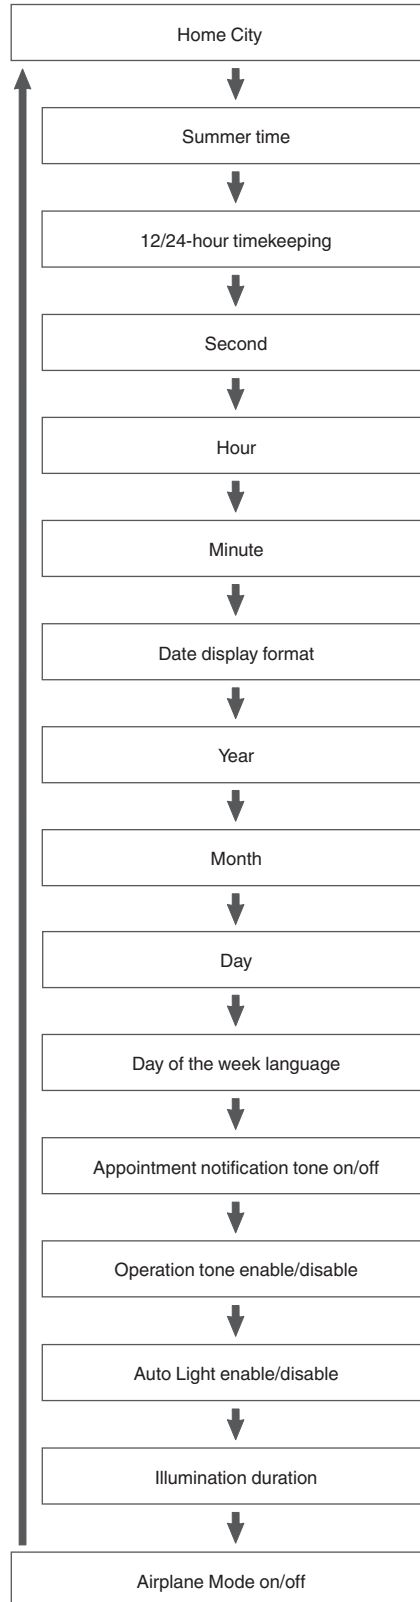 Home City
Summer time
12/24-hour timekeeping
Second
Hour
Minute
Date display format
Year
Month
Day
Day of the week language
Appointment notification tone on/off
Operation tone enable/disable
Auto Light enable/disable
Illumination duration
Airplane Mode on/off